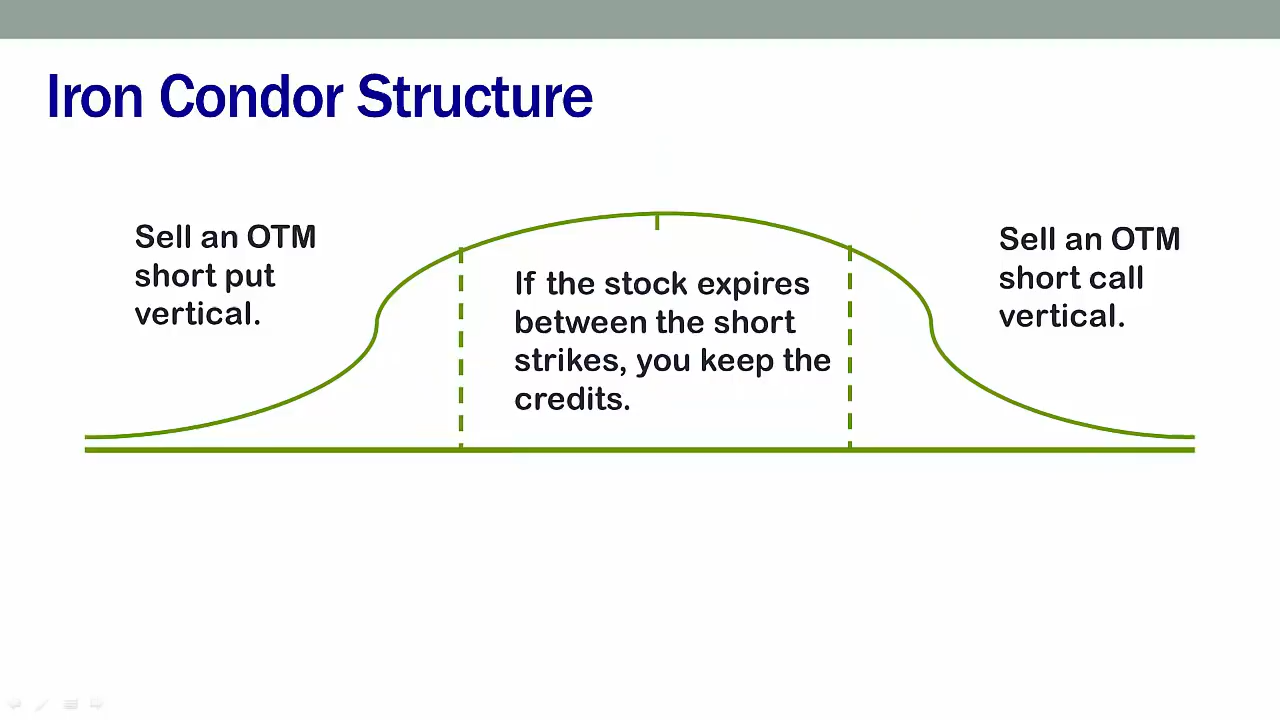 Iron Condor Structure
Sell an OTM
short put
vertical.
If the stock expires
between the short
strikes, you keep the
credits.
Sell an OTM
short call
vertical.